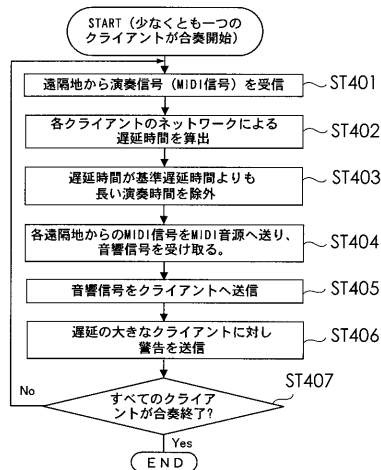 START（少なくとも一つの
クライアントが合奏開始）
遠隔地から演奏信号（MIDI信号）を受信
ST401
各クライアントのネットワークによる
遅延時間を算出
ST402
遅延時間が基準遅延時間よりも
長い演奏時間を除外
ST403
各遠隔地からのMIDI信号をMIDI音源へ送り、
音響信号を受け取る。
ST404
音響信号をクライアントへ送信
ST405
遅延の大きなクライアントに対し
警告を送信
ST406
ST407
No
すべてのクライ
アントが合奏終了?
Yes
END